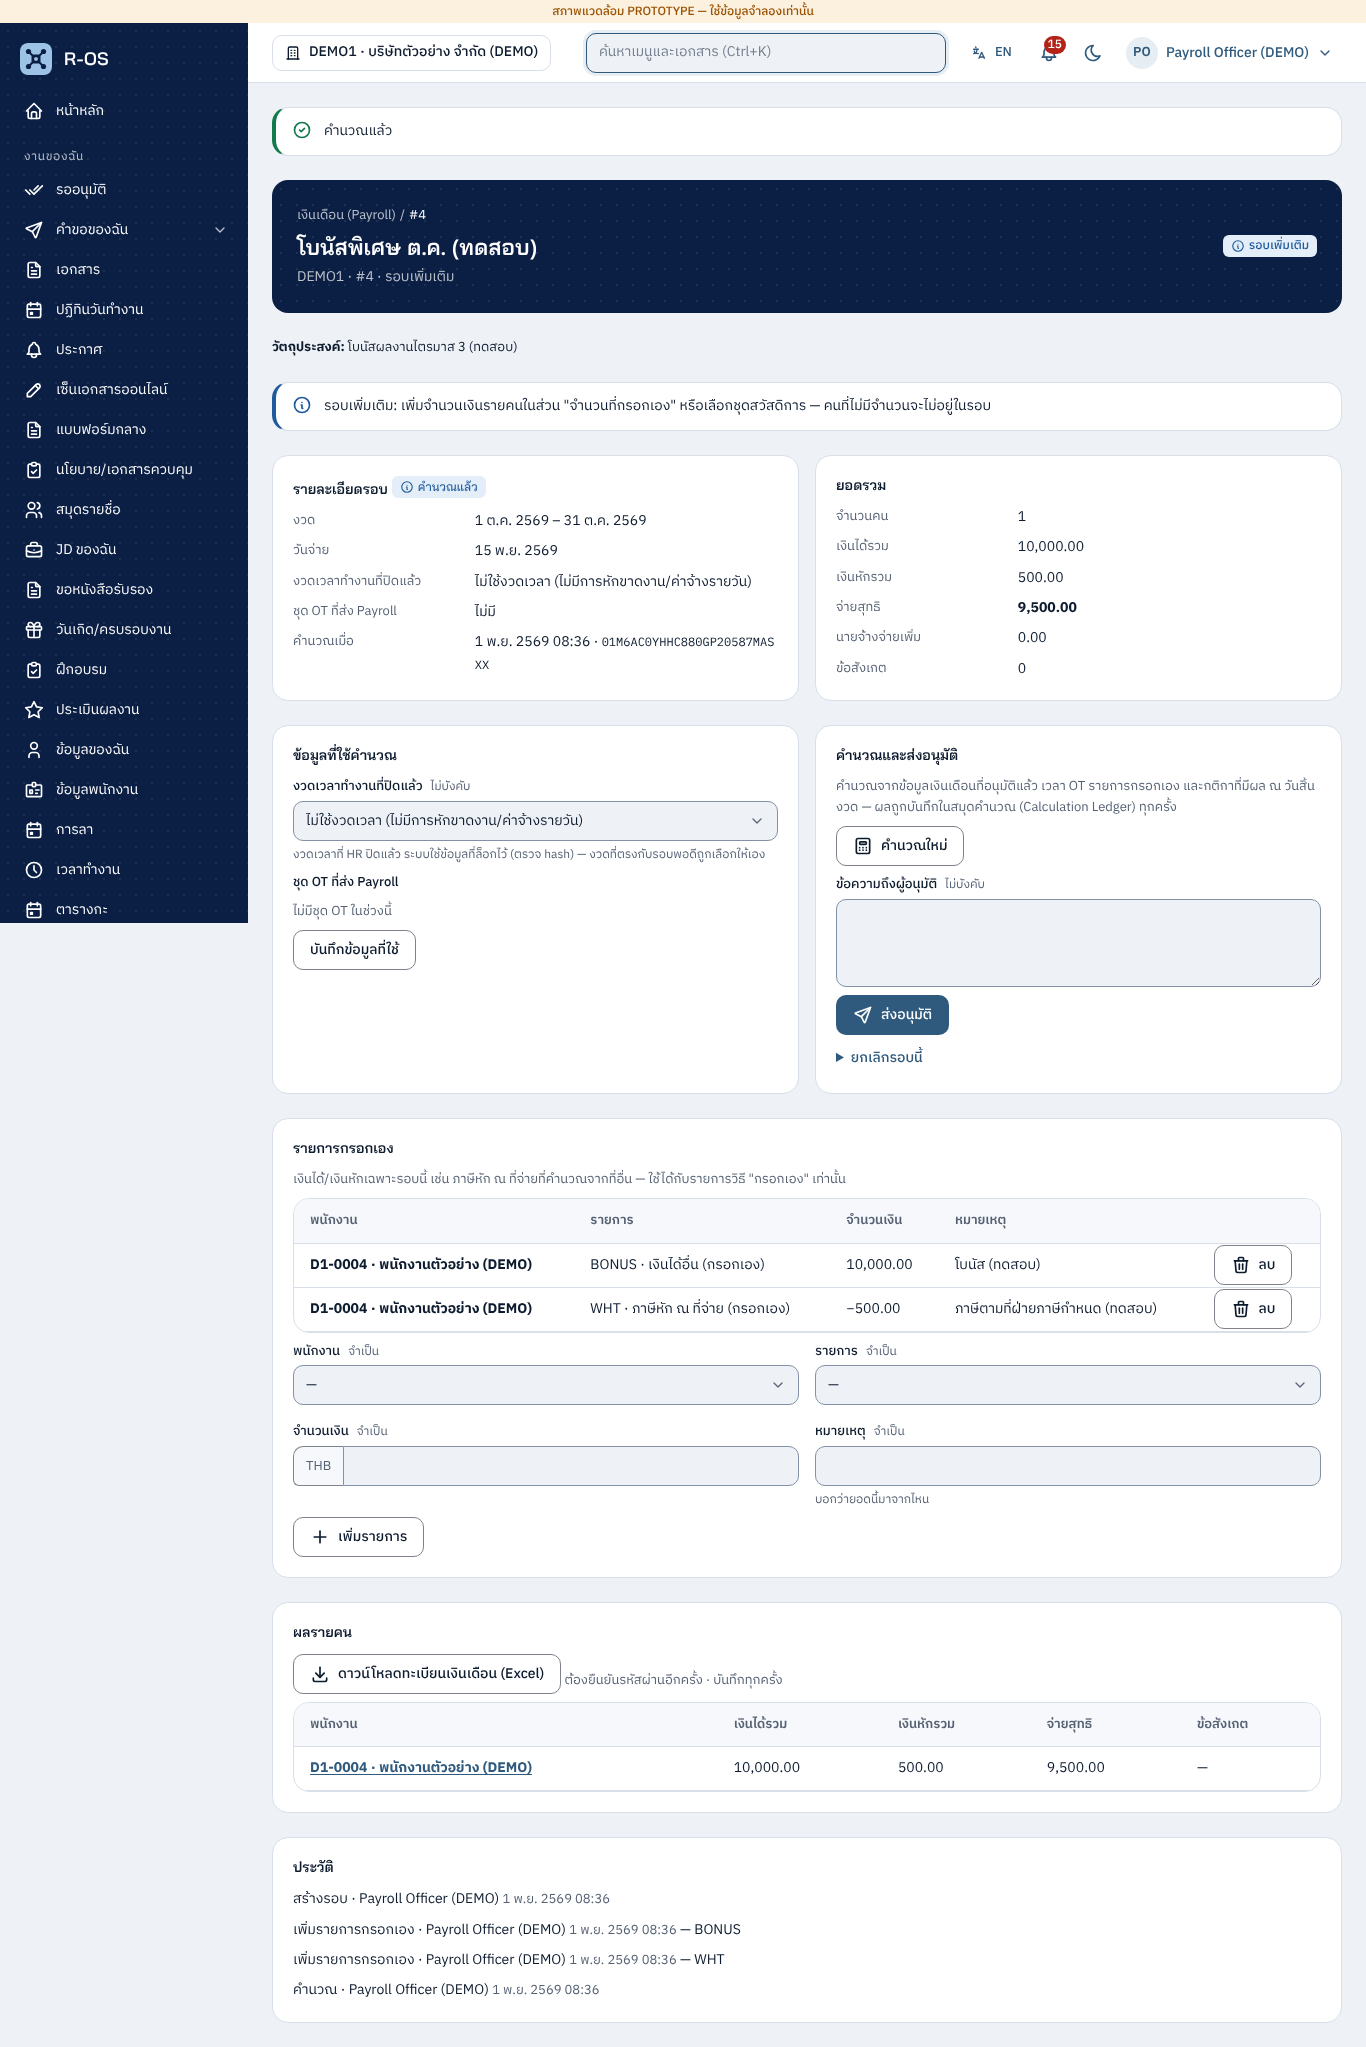 สภาพแวดล้อม PROTOTYPE — ใช้ข้อมูลจำลองเท่านั้น
R-OS
DEMO1 · บริษัทตัวอย่าง จำกัด (DEMO)
ค้นหาเมนูและเอกสาร (Ctrl+K)
EN
15
PO
Payroll Officer (DEMO)
หน้าหลัก
งานของฉัน
รออนุมัติ
คำขอของฉัน
เอกสาร
ปฏิทินวันทำงาน
ประกาศ
เซ็นเอกสารออนไลน์
แบบฟอร์มกลาง
นโยบาย/เอกสารควบคุม
สมุดรายชื่อ
JD ของฉัน
ขอหนังสือรับรอง
วันเกิด/ครบรอบงาน
ฝึกอบรม
ประเมินผลงาน
ข้อมูลของฉัน
ข้อมูลพนักงาน
การลา
เวลาทำงาน
ตารางกะ
คำนวณแล้ว
เงินเดือน (Payroll) / #4
โบนัสพิเศษ ต.ค. (ทดสอบ)
DEMO1 · #4 · รอบเพิ่มเติม
รอบเพิ่มเติม
วัตถุประสงค์: โบนัสผลงานไตรมาส 3 (ทดสอบ)
รอบเพิ่มเติม: เพิ่มจำนวนเงินรายคนในส่วน "จำนวนที่กรอกเอง" หรือเลือกชุดสวัสดิการ — คนที่ไม่มีจำนวนจะไม่อยู่ในรอบ
รายละเอียดรอบ คำนวณแล้ว
งวด 1 ต.ค. 2569 – 31 ต.ค. 2569
วันจ่าย 15 พ.ย. 2569
งวดเวลาทำงานที่ปิดแล้ว ไม่ใช้งวดเวลา (ไม่มีการหักขาดงาน/ค่าจ้างรายวัน)
ชุด OT ที่ส่ง Payroll ไม่มี
คำนวณเมื่อ 1 พ.ย. 2569 08:36 · 01M6AC0YHHC880GP20587MAS
XX
ยอดรวม
จำนวนคน 1
เงินได้รวม 10,000.00
เงินหักรวม 500.00
จ่ายสุทธิ 9,500.00
นายจ้างจ่ายเพิ่ม 0.00
ข้อสังเกต 0
ข้อมูลที่ใช้คำนวณ
งวดเวลาทำงานที่ปิดแล้ว ไม่บังคับ
ไม่ใช้งวดเวลา (ไม่มีการหักขาดงาน/ค่าจ้างรายวัน)
งวดเวลาที่ HR ปิดแล้ว ระบบใช้ข้อมูลที่ล็อกไว้ (ตรวจ hash) — งวดที่ตรงกับรอบพอดีถูกเลือกให้เอง
ชุด OT ที่ส่ง Payroll
ไม่มีชุด OT ในช่วงนี้
บันทึกข้อมูลที่ใช้
คำนวณและส่งอนุมัติ
คำนวณจากข้อมูลเงินเดือนที่อนุมัติแล้ว เวลา OT รายการกรอกเอง และกติกาที่มีผล ณ วันสิ้น
งวด — ผลถูกบันทึกในสมุดคำนวณ (Calculation Ledger) ทุกครั้ง
คำนวณใหม่
ข้อความถึงผู้อนุมัติ ไม่บังคับ
ส่งอนุมัติ
ยกเลิกรอบนี้
รายการกรอกเอง
เงินได้/เงินหักเฉพาะรอบนี้ เช่น ภาษีหัก ณ ที่จ่ายที่คำนวณจากที่อื่น — ใช้ได้กับรายการวิธี "กรอกเอง" เท่านั้น
พนักงาน รายการ จำนวนเงิน หมายเหตุ
D1-0004 · พนักงานตัวอย่าง (DEMO) BONUS · เงินได้อื่น (กรอกเอง) 10,000.00 โบนัส (ทดสอบ) ลบ
D1-0004 · พนักงานตัวอย่าง (DEMO) WHT · ภาษีหัก ณ ที่จ่าย (กรอกเอง) −500.00 ภาษีตามที่ฝ่ายภาษีกำหนด (ทดสอบ) ลบ
พนักงาน จำเป็น รายการ จำเป็น
— —
จำนวนเงิน จำเป็น หมายเหตุ จำเป็น
THB
บอกว่ายอดนี้มาจากไหน
เพิ่มรายการ
ผลรายคน
ดาวน์โหลดทะเบียนเงินเดือน (Excel) ต้องยืนยันรหัสผ่านอีกครั้ง · บันทึกทุกครั้ง
พนักงาน เงินได้รวม เงินหักรวม จ่ายสุทธิ ข้อสังเกต
D1-0004 · พนักงานตัวอย่าง (DEMO) 10,000.00 500.00 9,500.00 —
ประวัติ
สร้างรอบ · Payroll Officer (DEMO) 1 พ.ย. 2569 08:36
เพิ่มรายการกรอกเอง · Payroll Officer (DEMO) 1 พ.ย. 2569 08:36 — BONUS
เพิ่มรายการกรอกเอง · Payroll Officer (DEMO) 1 พ.ย. 2569 08:36 — WHT
คำนวณ · Payroll Officer (DEMO) 1 พ.ย. 2569 08:36